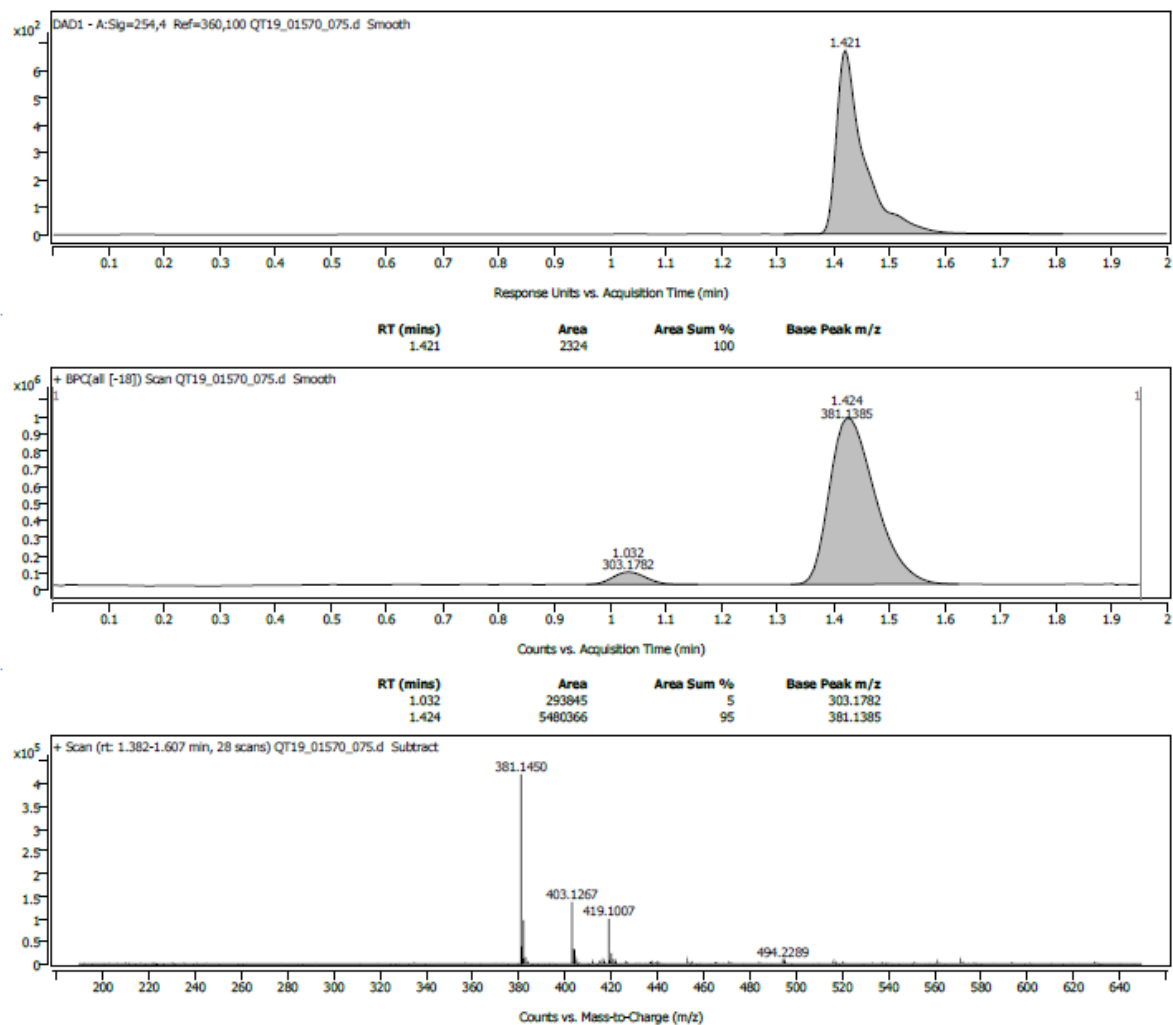 DAD1 - A:Sig=254,4 Ref=360,100 QT19_01570_075.d Smooth
x10²
1.421
6
5
4
3
2
1
0
0.1 0.2 0.3 0.4 0.5 0.6 0.7 0.8 0.9 1 1.1 1.2 1.3 1.4 1.5 1.6 1.7 1.8 1.9 2
Response Units vs. Acquisition Time (min)
RT (mins) Area Area Sum % Base Peak m/z
1.421 2324 100
+ BPC(all [-18]) Scan QT19_01570_075.d Smooth
x10⁶
1 1
1.424
381.1385
1
0.9
0.8
0.7
0.6
0.5
0.4
0.3
0.2
0.1
0
1.032
303.1782
0.1 0.2 0.3 0.4 0.5 0.6 0.7 0.8 0.9 1 1.1 1.2 1.3 1.4 1.5 1.6 1.7 1.8 1.9 2
Counts vs. Acquisition Time (min)
RT (mins) Area Area Sum % Base Peak m/z
1.032 293845 5 303.1782
1.424 5480366 95 381.1385
+ Scan (rt: 1.382-1.607 min, 28 scans) QT19_01570_075.d Subtract
x10⁵
381.1450
4
3.5
3
2.5
2
1.5
1
0.5
0
403.1267
419.1007
494.2289
200 220 240 260 280 300 320 340 360 380 400 420 440 460 480 500 520 540 560 580 600 620 640
Counts vs. Mass-to-Charge (m/z)